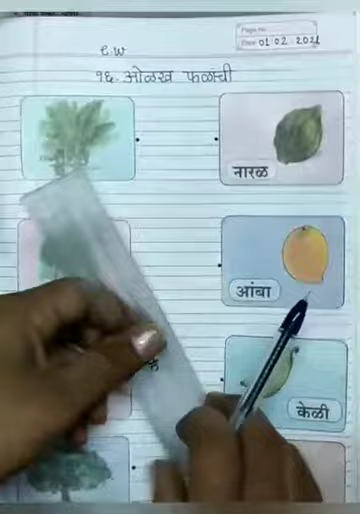 C.W
Page No.
Date 01 02 2021
१६. ओळख फळांची
नारळ
आंबा
केळी